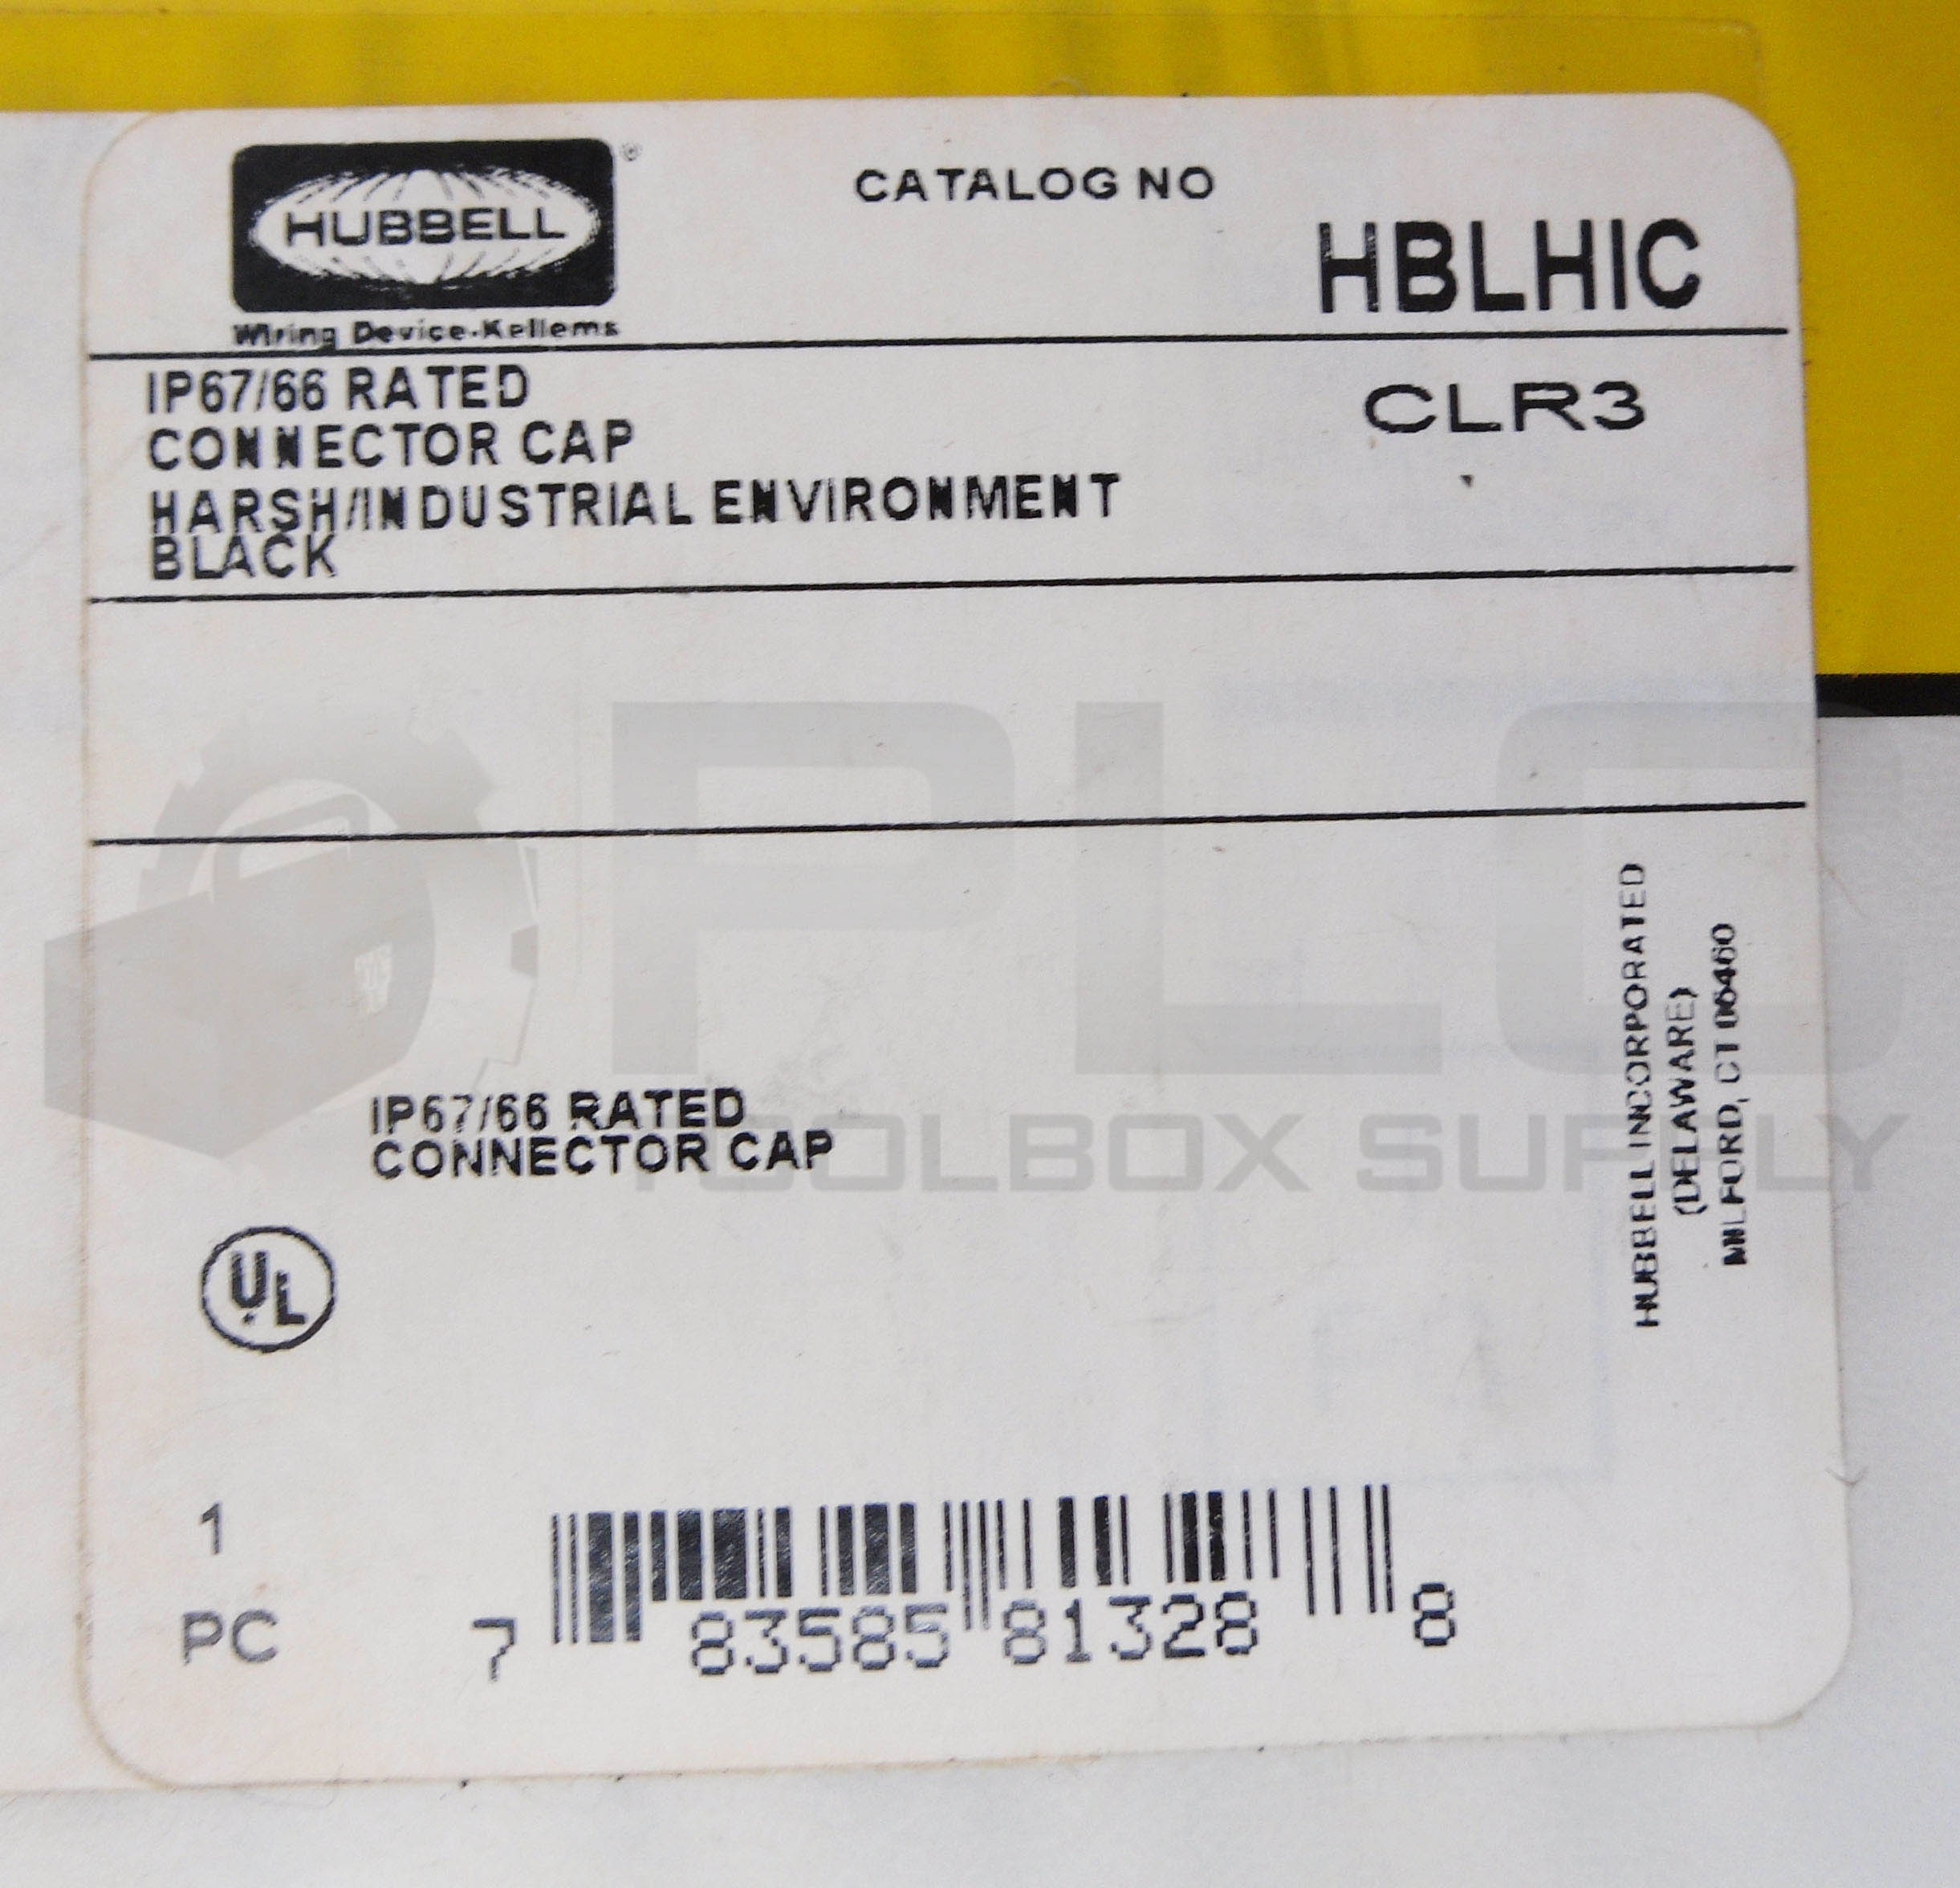 HUBBELL
®
Wiring Device-Kellems
CATALOG NO
HBLHIC
IP67/66 RATED
CLR3
CONNECTOR CAP
HARSH/INDUSTRIAL ENVIRONMENT
BLACK
PLC
TOOLBOX SUPPLY
IP67/66 RATED
CONNECTOR CAP
HUBBELL INCORPORATED
(DELAWARE)
MILFORD, CT 06460
UL
1
PC
7 83585 81328 8